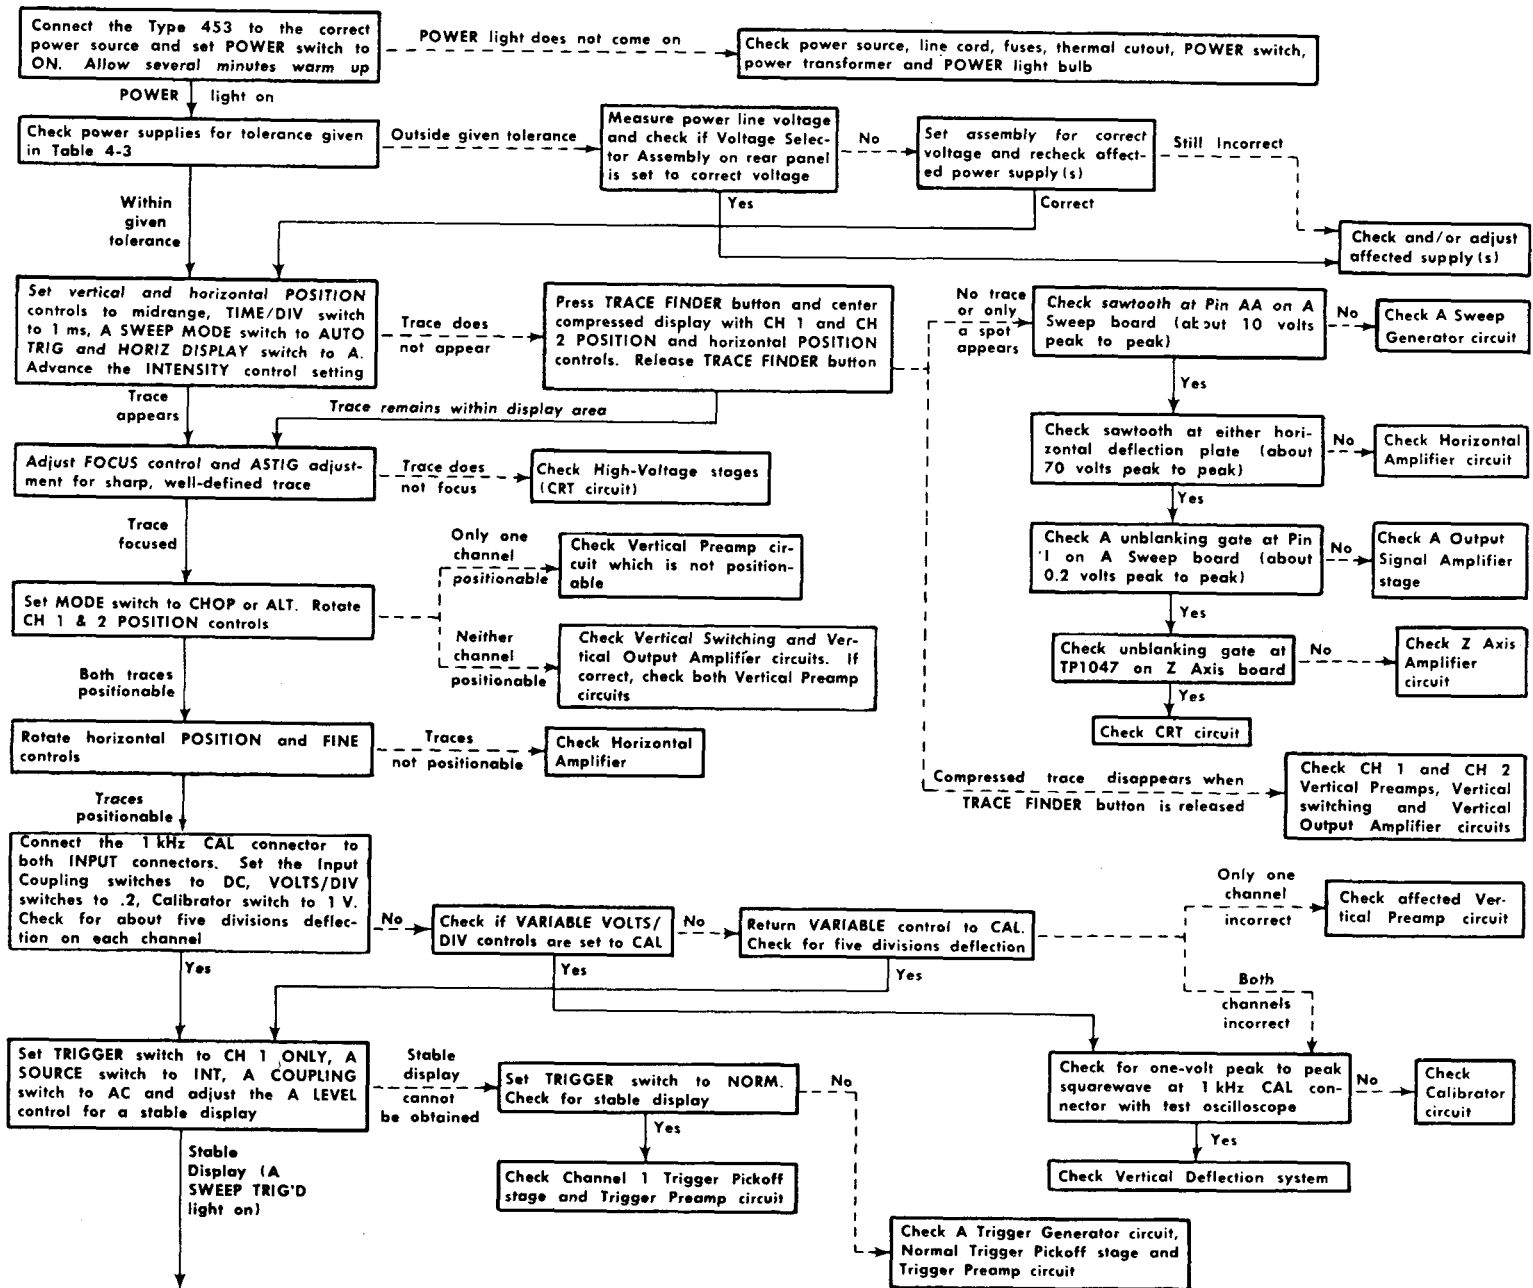 Connect the Type 453 to the correct
power source and set POWER switch to
ON. Allow several minutes warm up
POWER light does not come on
Check power source, line cord, fuses, thermal cutout, POWER switch,
power transformer and POWER light bulb
POWER light on
Check power supplies for tolerance given
in Table 4-3
Outside given tolerance
Measure power line voltage
and check if Voltage Selec-
tor Assembly on rear panel
is set to correct voltage
No
Set assembly for correct
voltage and recheck affect-
ed power supply(s)
Still Incorrect
Yes
Correct
Within
given
tolerance
Check and/or adjust
affected supply(s)
Set vertical and horizontal POSITION
controls to midrange, TIME/DIV switch
to 1 ms, A SWEEP MODE switch to AUTO
TRIG and HORIZ DISPLAY switch to A.
Advance the INTENSITY control setting
Trace does
not appear
Press TRACE FINDER button and center
compressed display with CH 1 and CH
2 POSITION and horizontal POSITION
controls. Release TRACE FINDER button
No trace
or only
a spot
appears
Check sawtooth at Pin AA on A
Sweep board (about 10 volts
peak to peak)
No
Check A Sweep
Generator circuit
Yes
Trace
appears
Trace remains within display area
Check sawtooth at either hori-
zontal deflection plate (about
70 volts peak to peak)
No
Check Horizontal
Amplifier circuit
Adjust FOCUS control and ASTIG adjust-
ment for sharp, well-defined trace
Trace does
not focus
Check High-Voltage stages
(CRT circuit)
Yes
Trace
focused
Only one
channel
positionable
Check Vertical Preamp cir-
cuit which is not position-
able
Check A unblanking gate at Pin
I on A Sweep board (about
0.2 volts peak to peak)
No
Check A Output
Signal Amplifier
stage
Set MODE switch to CHOP or ALT. Rotate
CH 1 & 2 POSITION controls
Yes
Neither
channel
positionable
Check Vertical Switching and Ver-
tical Output Amplifier circuits. If
correct, check both Vertical Preamp
circuits
Check unblanking gate at
TP1047 on Z Axis board
No
Check Z Axis
Amplifier
circuit
Both traces
positionable
Yes
Check CRT circuit
Rotate horizontal POSITION and FINE
controls
Traces
not positionable
Check Horizontal
Amplifier
Compressed trace disappears when
TRACE FINDER button is released
Check CH 1 and CH 2
Vertical Preamps, Vertical
switching and Vertical
Output Amplifier circuits
Traces
positionable
Connect the 1 kHz CAL connector to
both INPUT connectors. Set the Input
Coupling switches to DC, VOLTS/DIV
switches to .2, Calibrator switch to 1 V.
Check for about five divisions deflec-
tion on each channel
No
Check if VARIABLE VOLTS/
DIV controls are set to CAL
No
Return VARIABLE control to CAL.
Check for five divisions deflection
Only one
channel
incorrect
Check affected Ver-
tical Preamp circuit
Yes
Yes
Yes
Both
channels
incorrect
Set TRIGGER switch to CH 1 ONLY, A
SOURCE switch to INT, A COUPLING
switch to AC and adjust the A LEVEL
control for a stable display
Stable
display
cannot
be obtained
Set TRIGGER switch to NORM.
Check for stable display
No
Check for one-volt peak to peak
squarewave at 1 kHz CAL con-
nector with test oscilloscope
No
Check
Calibrator
circuit
Yes
Yes
Stable
Display (A
SWEEP TRIG'D
light on)
Check Channel 1 Trigger Pickoff
stage and Trigger Preamp circuit
Check Vertical Deflection system
Check A Trigger Generator circuit,
Normal Trigger Pickoff stage and
Trigger Preamp circuit